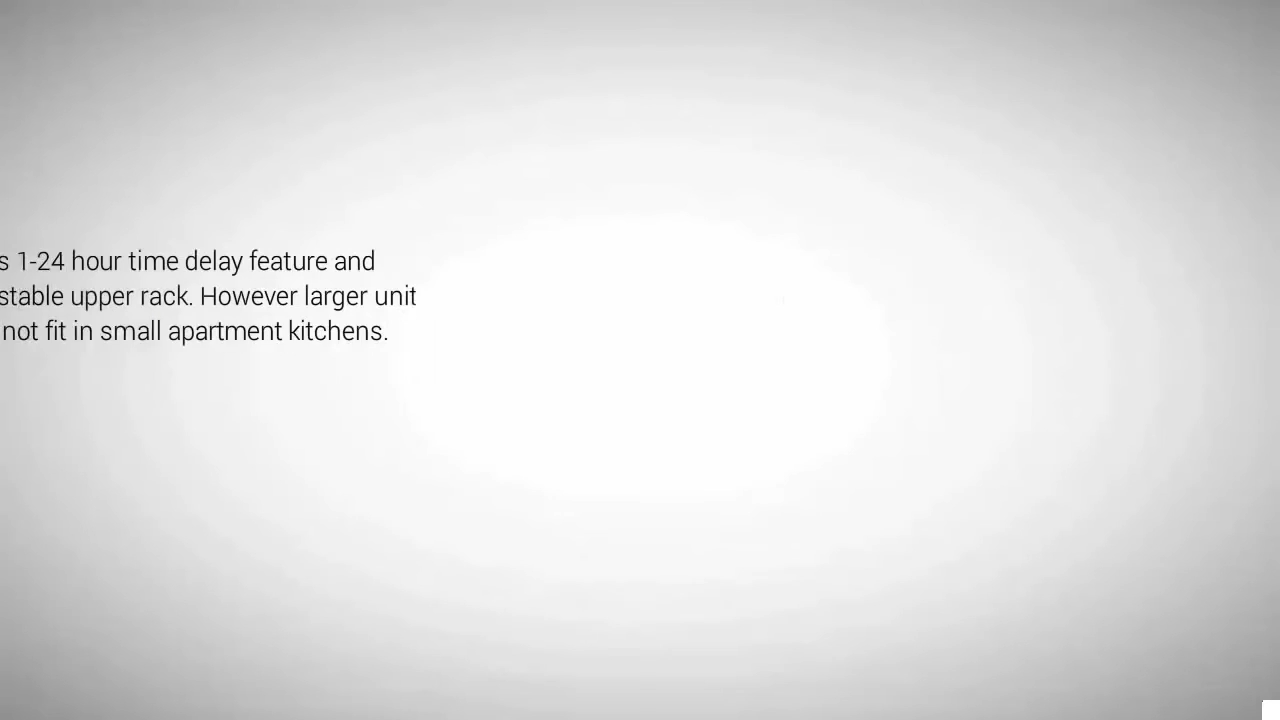 s 1-24 hour time delay feature and
stable upper rack. However larger unit
not fit in small apartment kitchens.